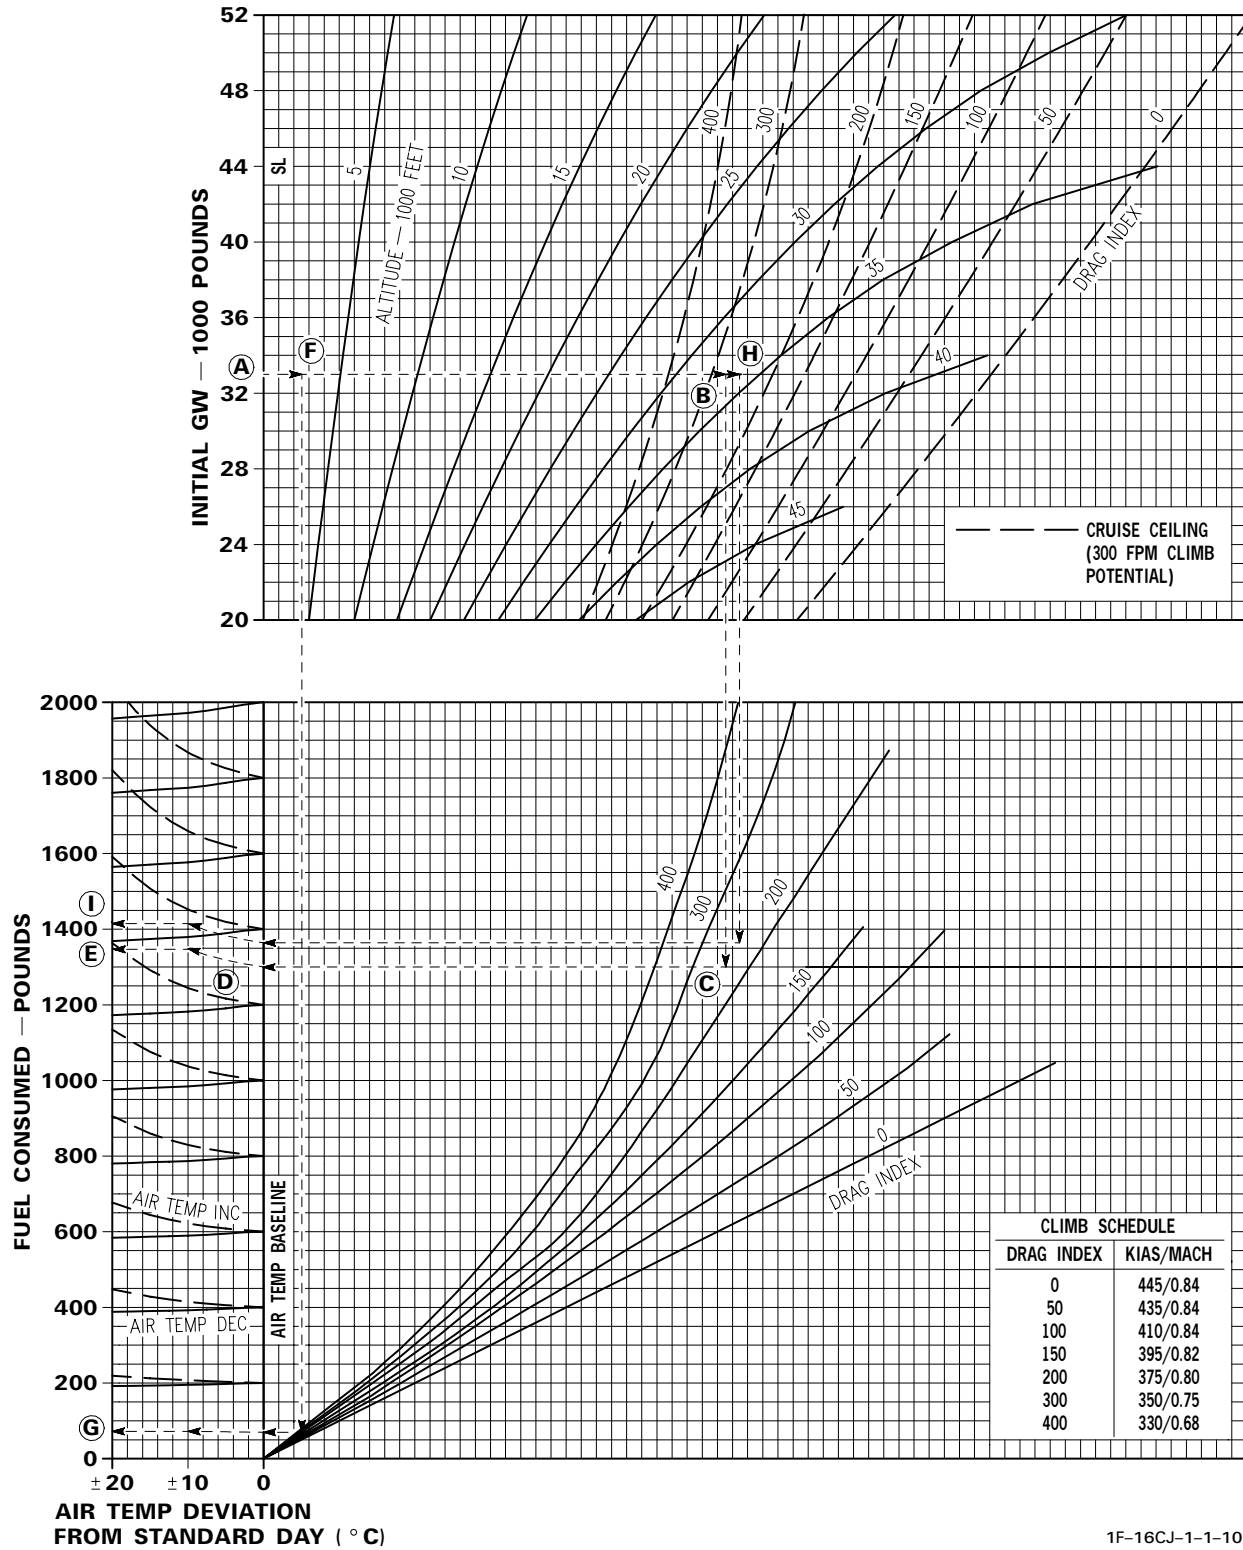 52
48
44
40
36
32
28
24
20
INITIAL GW — 1000 POUNDS
SL
5
10
15
20
25
30
35
40
45
ALTITUDE — 1000 FEET
400
300
200
150
100
50
0
DRAG INDEX
A
F
B
H
CRUISE CEILING
(300 FPM CLIMB
POTENTIAL)
2000
1800
1600
1400
1200
1000
800
600
400
200
0
FUEL CONSUMED — POUNDS
I
E
D
C
G
AIR TEMP INC
AIR TEMP DEC
AIR TEMP BASELINE
400
300
200
150
100
50
0
DRAG INDEX
CLIMB SCHEDULE
DRAG INDEX KIAS/MACH
0 445/0.84
50 435/0.84
100 410/0.84
150 395/0.82
200 375/0.80
300 350/0.75
400 330/0.68
±20 ±10 0
AIR TEMP DEVIATION
FROM STANDARD DAY (°C)
1F–16CJ–1–1–10